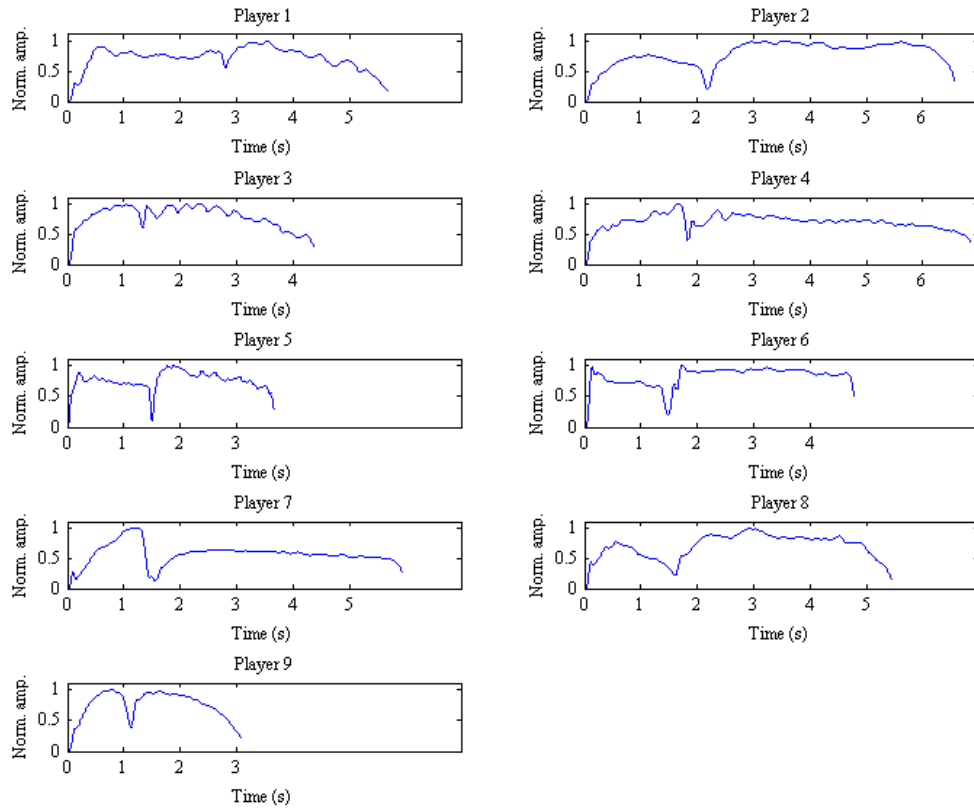 Player 1
Norm. amp.
1
0.5
0
0 1 2 3 4 5
Time (s)
Player 2
Norm. amp.
1
0.5
0
0 1 2 3 4 5 6
Time (s)
Player 3
Norm. amp.
1
0.5
0
0 1 2 3 4
Time (s)
Player 4
Norm. amp.
1
0.5
0
0 1 2 3 4 5 6
Time (s)
Player 5
Norm. amp.
1
0.5
0
0 1 2 3
Time (s)
Player 6
Norm. amp.
1
0.5
0
0 1 2 3 4
Time (s)
Player 7
Norm. amp.
1
0.5
0
0 1 2 3 4 5
Time (s)
Player 8
Norm. amp.
1
0.5
0
0 1 2 3 4 5
Time (s)
Player 9
Norm. amp.
1
0.5
0
0 1 2 3
Time (s)